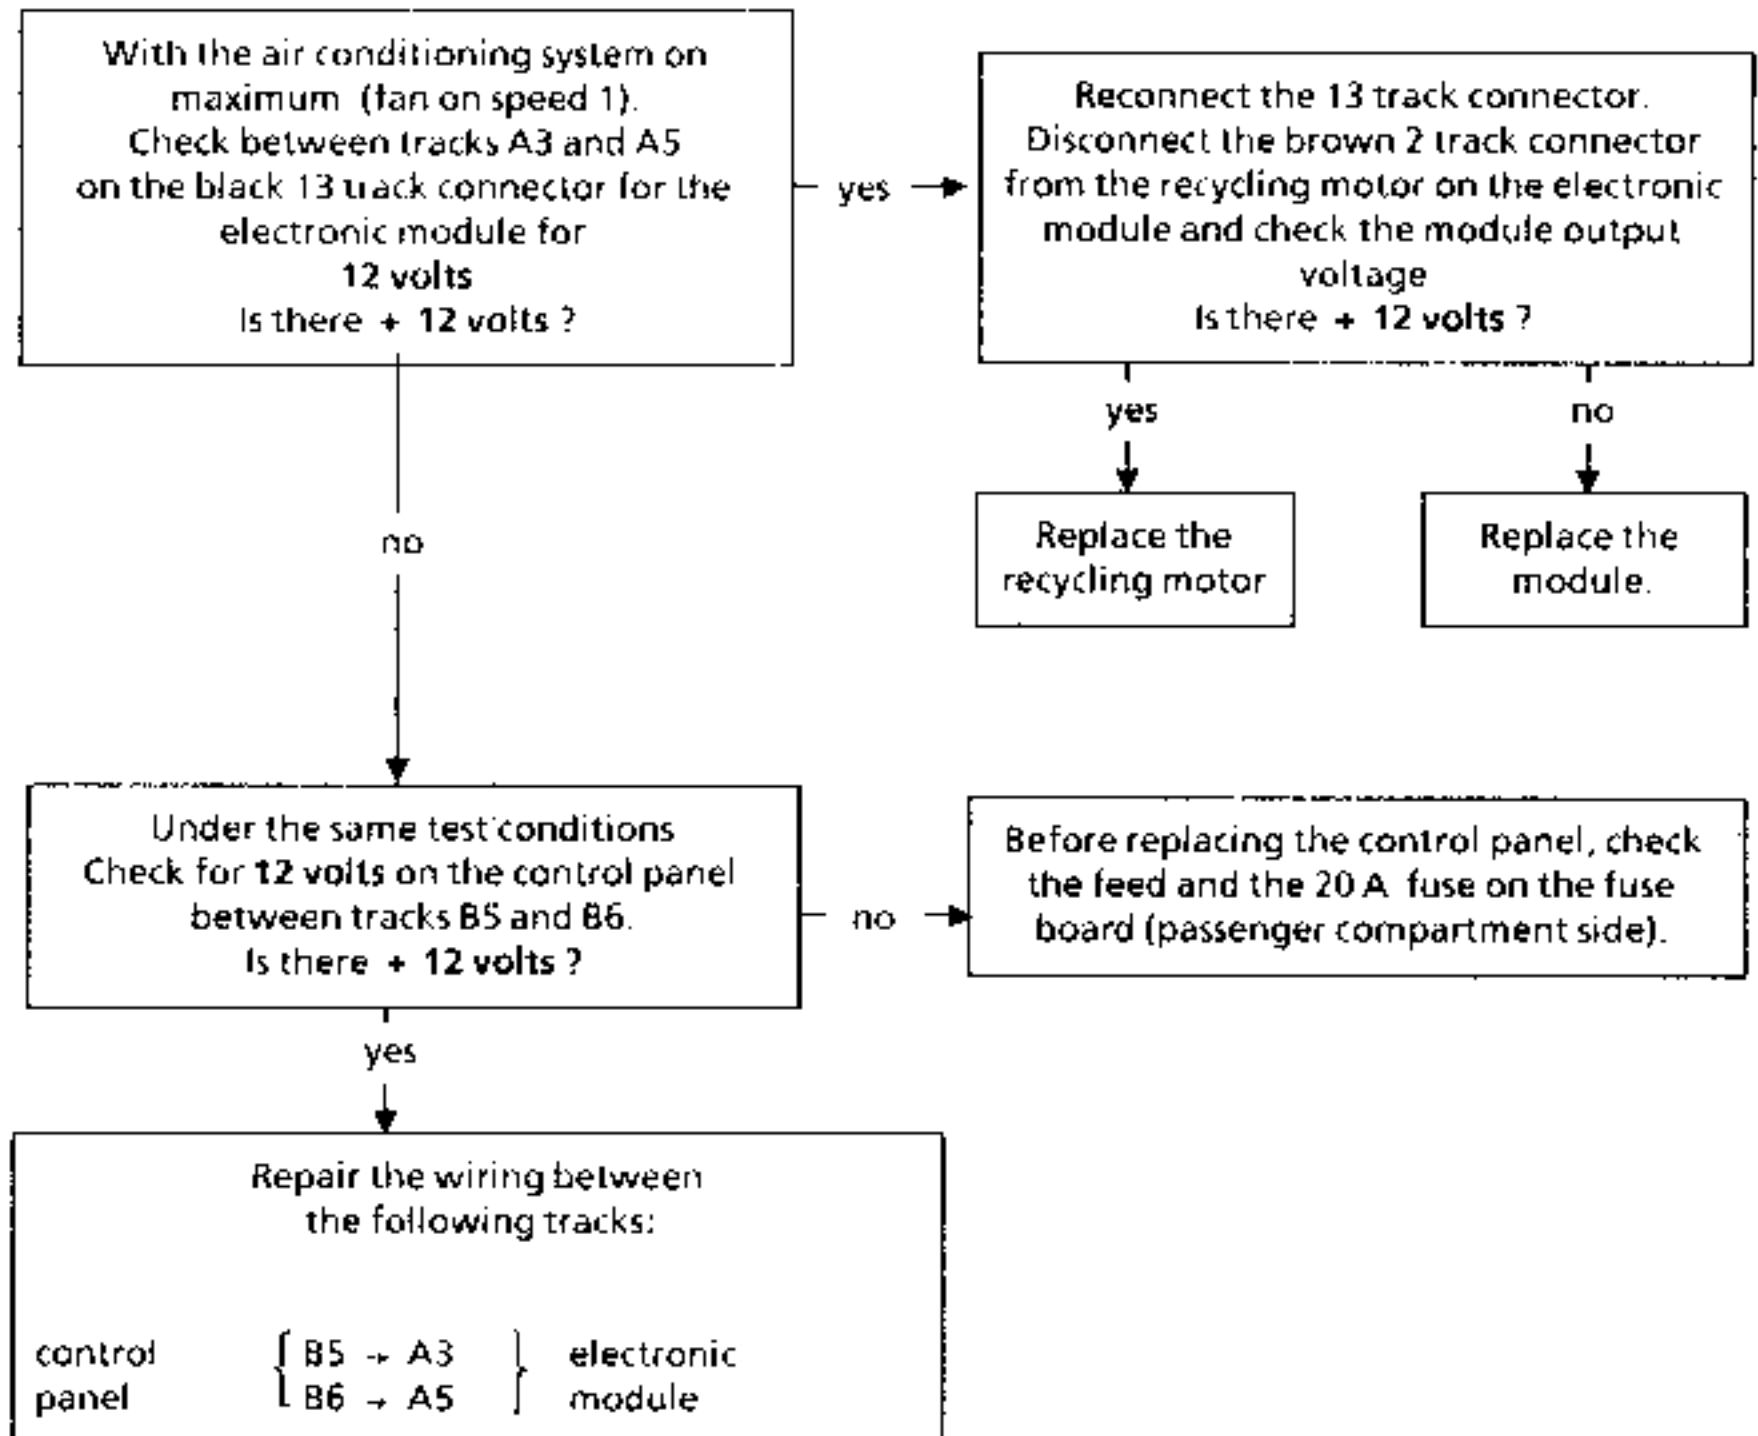 With the air conditioning system on
maximum (fan on speed 1).
Check between tracks A3 and A5
on the black 13 track connector for the
electronic module for
12 volts
Is there + 12 volts ?
yes
Reconnect the 13 track connector.
Disconnect the brown 2 track connector
from the recycling motor on the electronic
module and check the module output
voltage
Is there + 12 volts ?
yes
no
Replace the
recycling motor
Replace the
module.
no
Under the same test conditions
Check for 12 volts on the control panel
between tracks B5 and B6.
Is there + 12 volts ?
no
Before replacing the control panel, check
the feed and the 20 A fuse on the fuse
board (passenger compartment side).
yes
Repair the wiring between
the following tracks:
control { B5 → A3 } electronic
panel { B6 → A5 } module